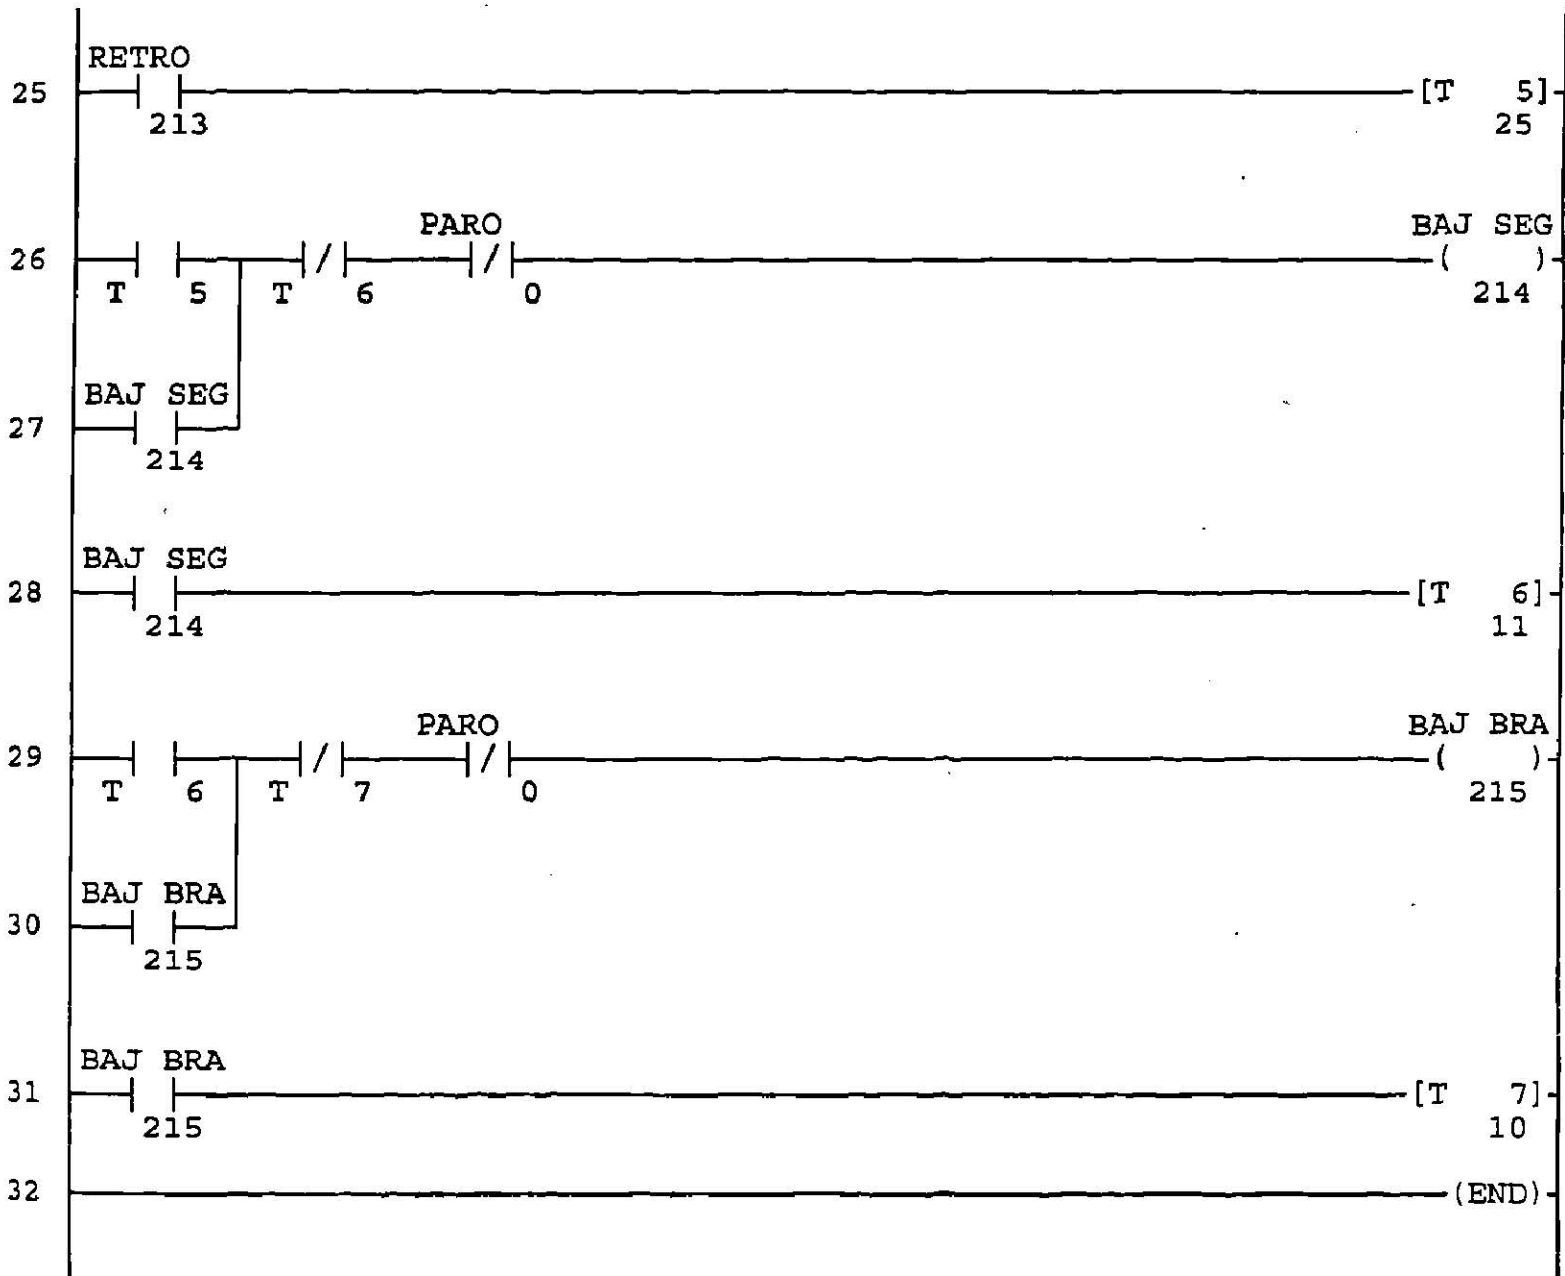 RETRO
25 [T 5]
213 25
PARO BAJ SEG
26 / / ( )
T 5 T 6 0 214
BAJ SEG
27
214
BAJ SEG
28 [T 6]
214 11
PARO BAJ BRA
29 / / ( )
T 6 T 7 0 215
BAJ BRA
30
215
BAJ BRA
31 [T 7]
215 10
32 (END)